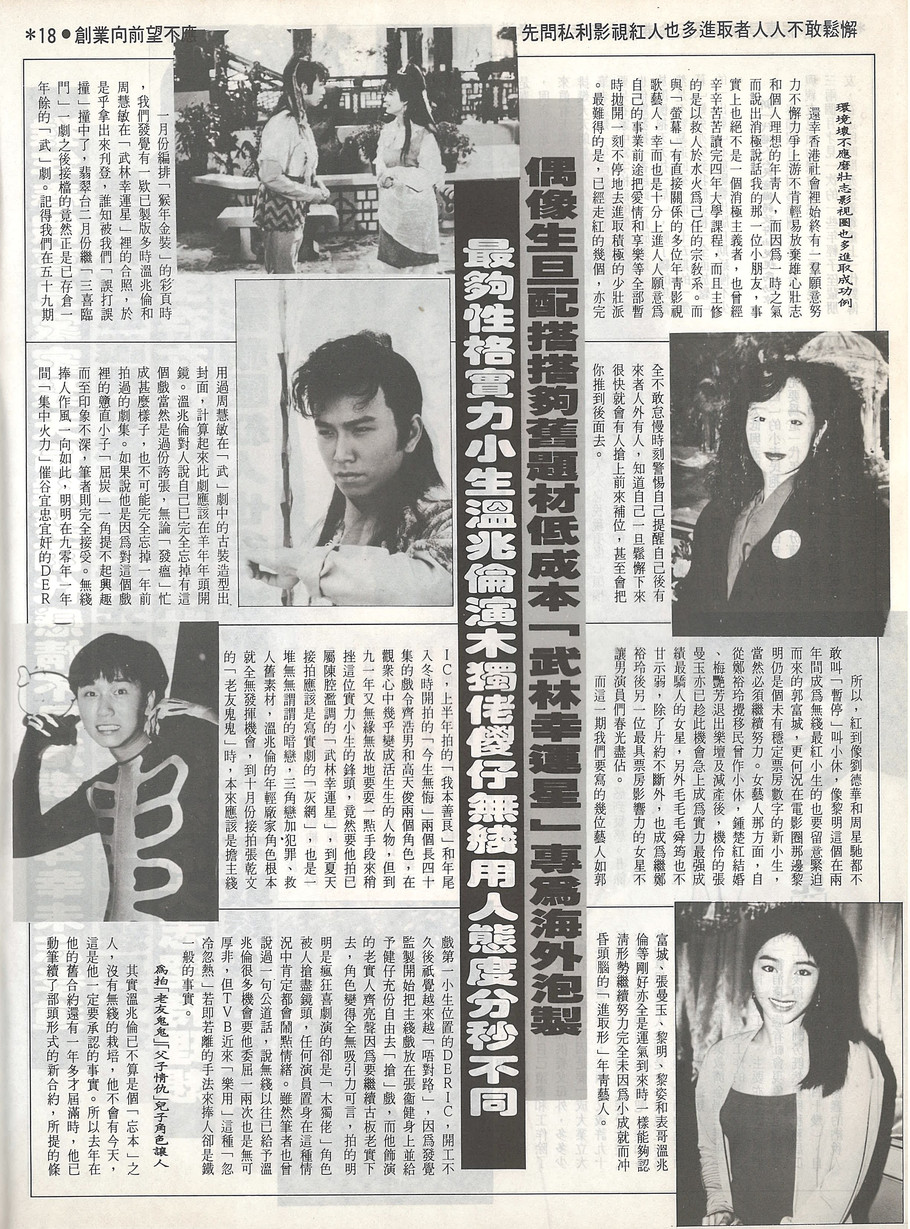 *18●創業向前望不應
先問私利影視紅人也多進取者人人不敢鬆懈
環境壞不應磨壯志影視圈也多進取成功例
還幸香港社會裡始終有一羣願意努
力不懈力爭上游不肯輕易放棄雄心壯志
和個人理想的年青人,而因爲一時之氣
而說出消極說話我的那一位小朋友,事
實上也絕不是一個消極主義者,也曾經
辛辛苦苦讀完四年大學課程,而且主修
的是以救人於水火爲己任的宗敎系。而
與「螢幕」有直接關係的多位年靑影視
歌藝人,幸而也是十分上進人人願意爲
自己的事業前途把愛情和享樂等全部暫
時拋開一刻不停地去進取積極的少壯派
。最難得的是,已經走紅的幾個,亦完
全不敢怠慢時刻警惕自己提醒自己後有
來者人外有人,知道自己一旦鬆懈下來
很快就會有人搶上前來補位,甚至會把
你推到後面去。
所以,紅到像劉德華和周星馳都不
敢叫「暫停」叫小休,像黎明這個在兩
年間成爲無綫最紅小生的也要留意緊迫
而來的郭富城,更何況在電影圈那邊黎
明仍是個未有穩定票房數字的新小生,
當然必須繼續努力。女藝人那方面,自
從鄭裕玲攪移民曾作小休,鍾楚紅結婚
、梅艷芳退出樂壇及減產後,機伶的張
曼玉亦已趁此機會急上成爲實力最强成
績最驕人的女星,另外毛毛毛舜筠也不
甘示弱,除了片約不斷外,也成爲繼鄭
裕玲後另一位最具票房影響力的女星不
讓男演員們春光盡佔。
而這一期我們要寫的幾位藝人如郭
富城、張曼玉、黎明、黎姿和表哥溫兆
倫等剛好亦全是運氣到來時一樣能夠認
淸形勢繼續努力完全未因爲小成就而冲
昏頭腦的「進取形」年靑藝人。
偶像生旦配搭搭夠舊題材低成本「武林幸運星」專爲海外泡製
最夠性格實力小生溫兆倫演木獨佬傻仔無綫用人態度分秒不同
一月份編排「猴年金裝」的彩頁時
,我們發覺有一欵已製版多時溫兆倫和
周慧敏在「武林幸運星」裡的合照,於
是乎拿出來刋登,誰知被我們「誤打誤
撞」撞中了,翡翠台二月份繼「三喜臨
門」一劇之後接檔的竟然正是已存倉一
年餘的「武」劇。記得我們在五十九期
用過周慧敏在「武」劇中的古裝造型出
封面,計算起來此劇應該在羊年年頭開
鏡。溫兆倫對人說自己已完全忘掉有這
個戲當然是過份誇張,無論「發瘟」忙
成甚麼樣子,也不可能完全忘掉一年前
拍過的劇集。如果說他是因爲對這個戲
裡的戇直小子「屈炭」一角提不起興趣
而至印象不深,筆者則完全接受。無綫
捧人作風一向如此,明明在九零年一年
間「集中火力」催谷宜忠宜奸的DER
IC,上半年拍的「我本善良」和年尾
入冬時開拍的「今生無悔」兩個長四十
集的戲令齊浩男和高天俊兩個角色,在
觀衆心中幾乎變成活生生的人物,但到
九一年又無緣無故地要耍一點手段來稍
挫這位實力小生的鋒頭,竟然要他拍已
屬陳腔濫調的「武林幸運星」,到夏天
接拍應該是寫實劇的「灰網」,也是一
堆無無謂謂的暗戀,三角戀加犯罪、救
人舊素材,溫兆倫的年輕廠家角色根本
就全無發揮機會,到十月份接拍張乾文
的「老友鬼鬼」時,本來應該是擔主綫
戲第一小生位置的DERIC,開工不
久後祇覺越來越「唔對路」,因爲發覺
監製開始把主綫戲放在張衞健身上並給
予健仔充份自由去「搶」戲,而他飾演
的老實人齊亮聲因爲要繼續古板老實下
去,角色變得全無吸引力可言,拍的明
明是瘋狂喜劇演的卻是「木獨佬」角色
被人搶盡鏡頭,任何演員置身在這種情
況中肯定都會鬧點情緒。雖然筆者也曾
說過一句公道話,說無綫以往已給予溫
兆倫很多機會要他委屈一兩次也是無可
厚非,但TVB近來「樂用」這種「忽
冷忽熱」若即若離的手法來捧人卻是鐵
一般的事實。
爲拍「老友鬼鬼」「父子情仇」兒子角色讓人
其實溫兆倫已不算是個「忘本」之
人,沒有無綫的栽培,他不會有今天,
這是他一定要承認的事實。所以去年在
他的舊合約還有一年多才屆滿時,他已
動筆續了部頭形式的新合約,所提的條